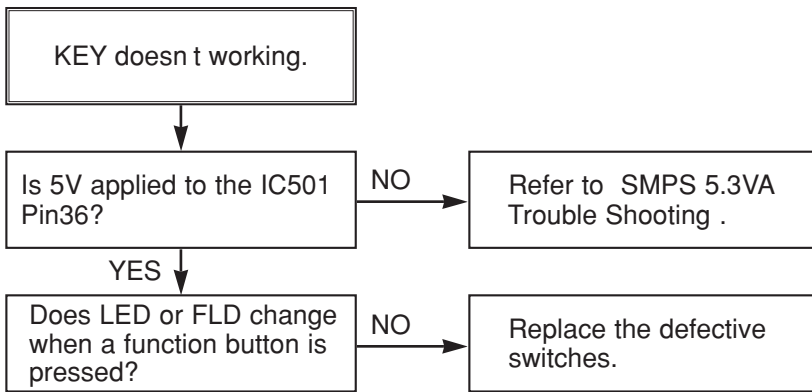 KEY doesn t working.
Is 5V applied to the IC501
Pin36?
NO
Refer to SMPS 5.3VA
Trouble Shooting .
YES
Does LED or FLD change
when a function button is
pressed?
NO
Replace the defective
switches.